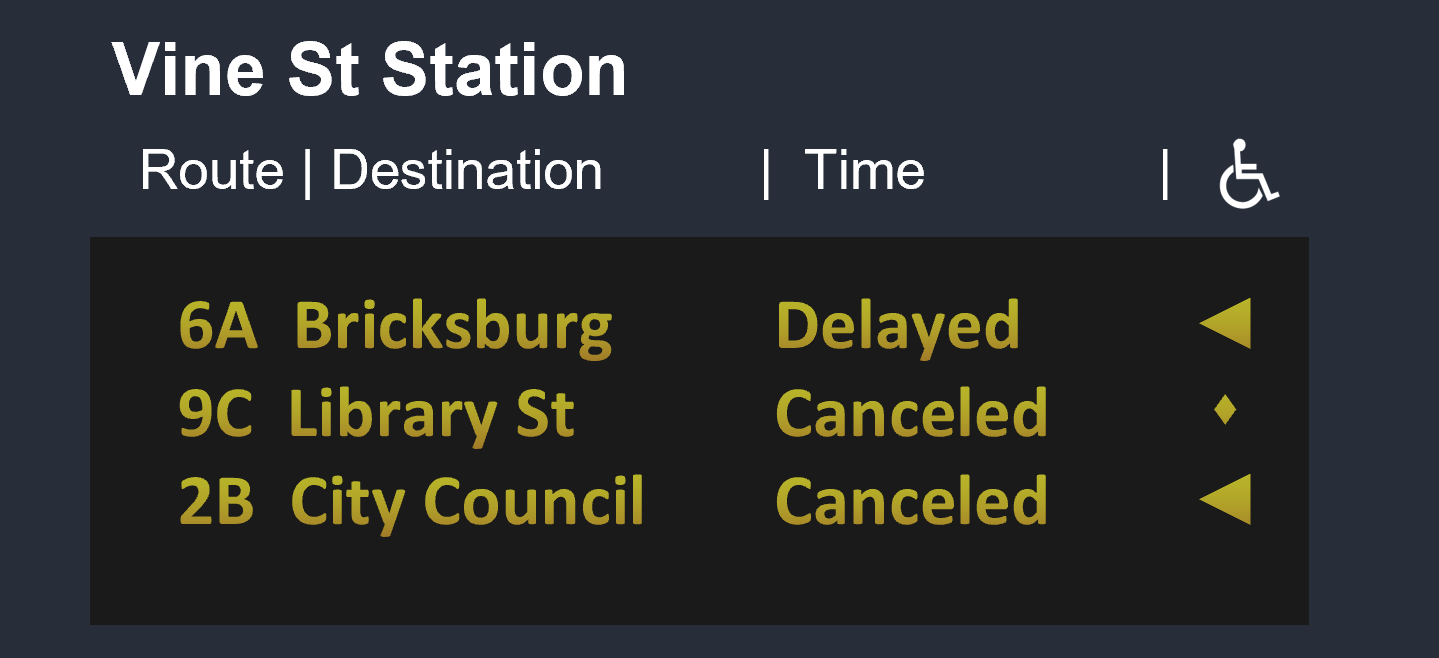 Vine St Station
Route | Destination | Time |
6A Bricksburg Delayed
9C Library St Canceled
2B City Council Canceled